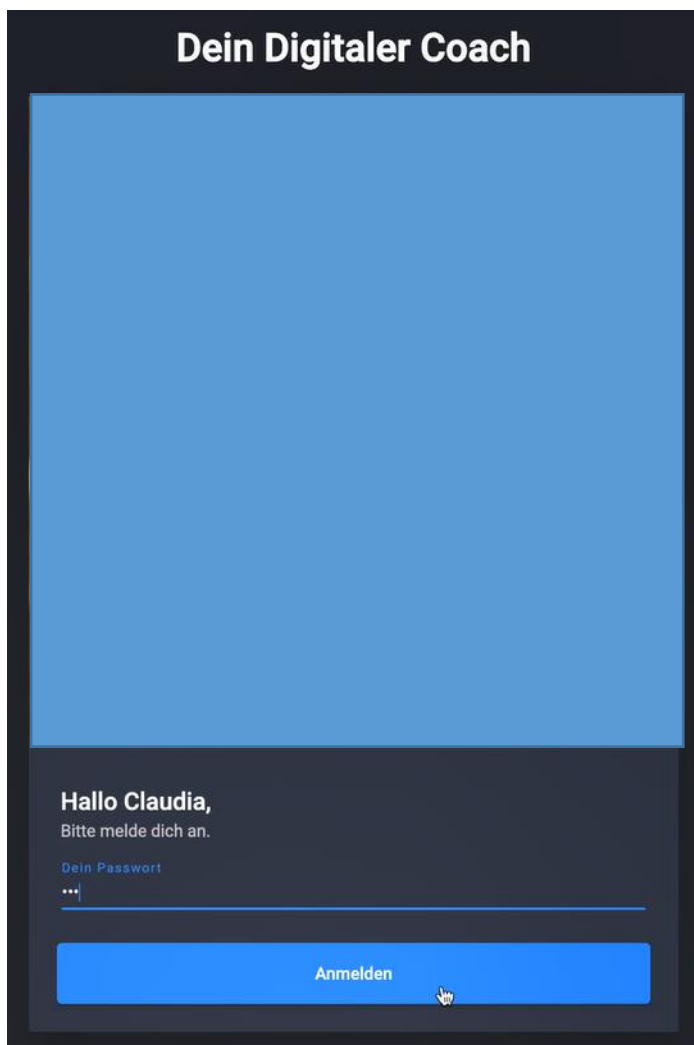 Dein Digitaler Coach
Hallo Claudia,
Bitte melde dich an.
Dein Passwort
•••
Anmelden